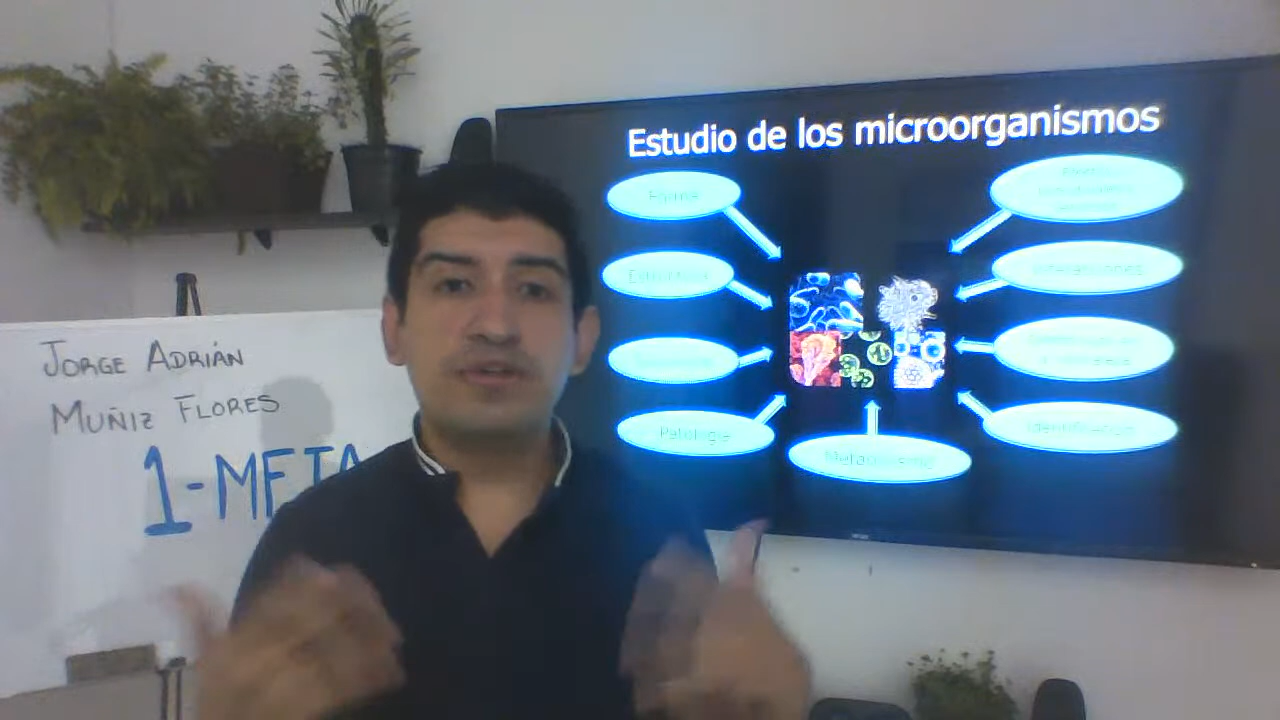 JORGE ADRIÁN
MUÑIZ FLORES
1-META
Estudio de los microorganismos
Forma
Estructura
Patología
Metabolismo
Interacciones
Identificación